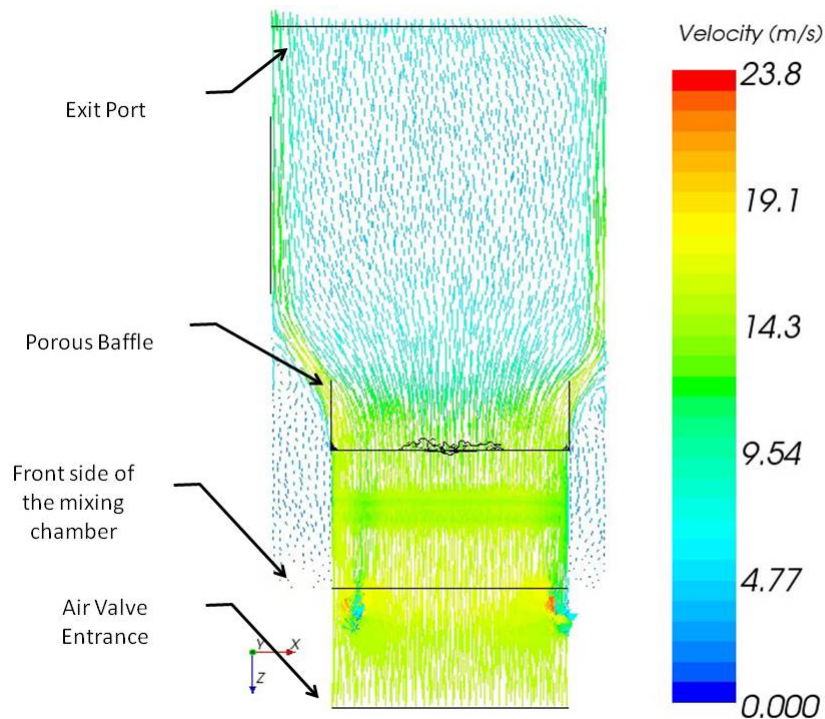 Velocity (m/s)
23.8
19.1
14.3
9.54
4.77
0.000
Exit Port
Porous Baffle
Front side of
the mixing
chamber
Air Valve
Entrance
Y
X
Z